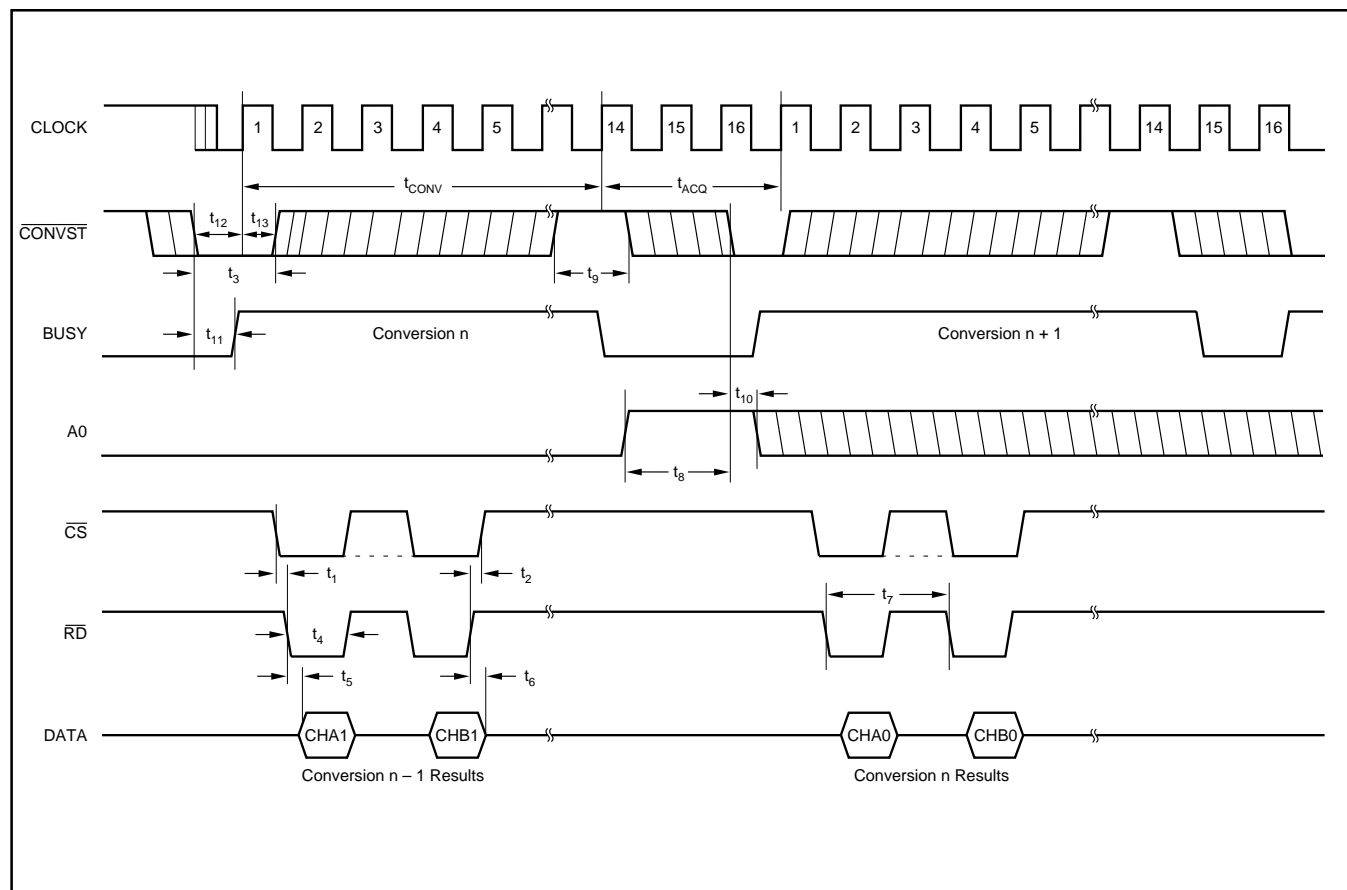 CLOCK 1 2 3 4 5 14 15 16 1 2 3 4 5 14 15 16
tCONV tACQ
CONVST t12 t13
t3 t9
BUSY t11 Conversion n Conversion n + 1
t10
A0
t8
CS
t1 t2
t7
RD t4
t5 t6
DATA CHA1 CHB1 CHA0 CHB0
Conversion n – 1 Results Conversion n Results